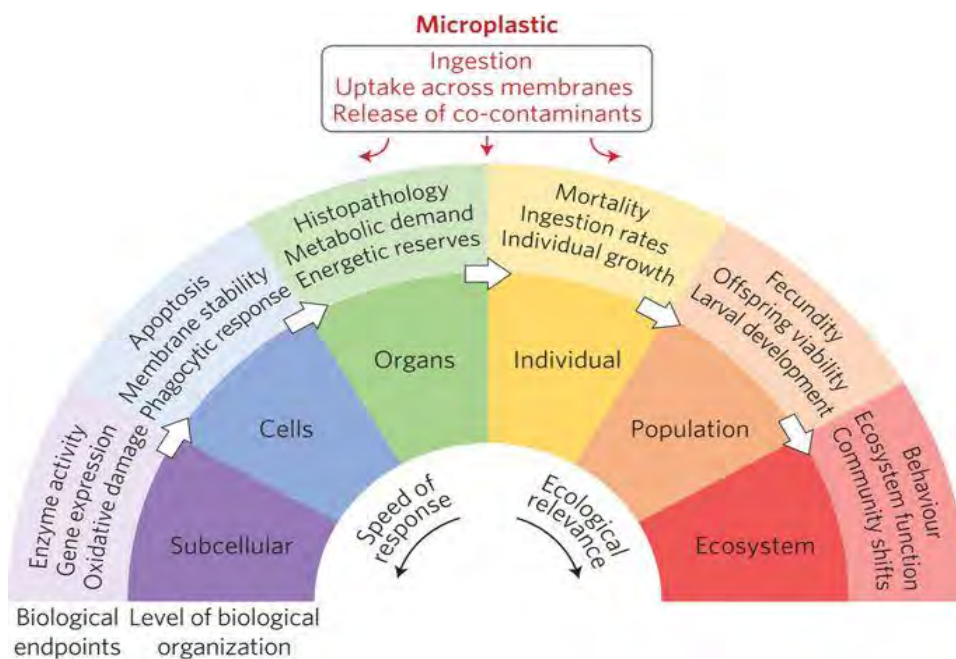 Microplastic
Ingestion
Uptake across membranes
Release of co-contaminants
Enzyme activity
Gene expression
Oxidative damage
Apoptosis
Membrane stability
Phagocytic response
Histopathology
Metabolic demand
Energetic reserves
Mortality
Ingestion rates
Individual growth
Fecundity
Offspring viability
Larval development
Behaviour
Ecosystem function
Community shifts
Subcellular
Cells
Organs
Individual
Population
Ecosystem
Speed of
response
Ecological
relevance
Biological
endpoints
Level of biological
organization